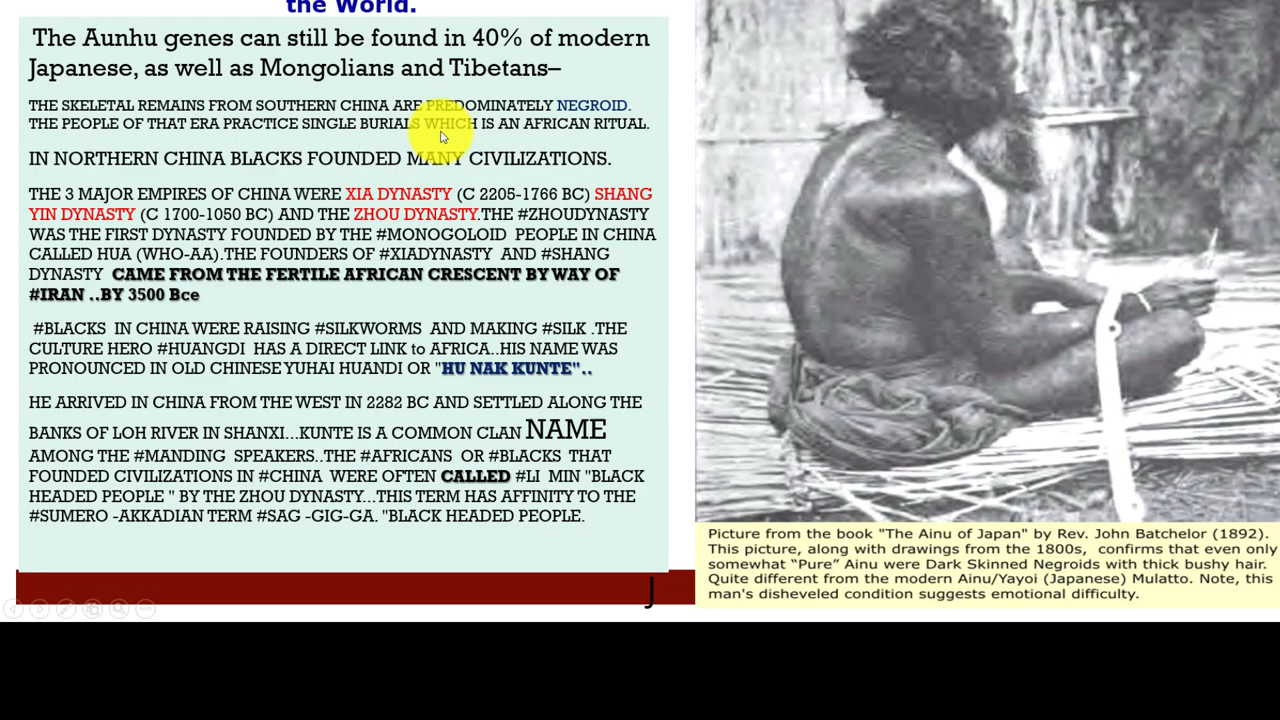 the World.
The Aunhu genes can still be found in 40% of modern
Japanese, as well as Mongolians and Tibetans–
THE SKELETAL REMAINS FROM SOUTHERN CHINA ARE PREDOMINATELY NEGROID.
THE PEOPLE OF THAT ERA PRACTICE SINGLE BURIALS WHICH IS AN AFRICAN RITUAL.
IN NORTHERN CHINA BLACKS FOUNDED MANY CIVILIZATIONS.
THE 3 MAJOR EMPIRES OF CHINA WERE XIA DYNASTY (C 2205-1766 BC) SHANG
YIN DYNASTY (C 1700-1050 BC) AND THE ZHOU DYNASTY.THE #ZHOUDYNASTY
WAS THE FIRST DYNASTY FOUNDED BY THE #MONOGOLOID PEOPLE IN CHINA
CALLED HUA (WHO-AA).THE FOUNDERS OF #XIADYNASTY AND #SHANG
DYNASTY CAME FROM THE FERTILE AFRICAN CRESCENT BY WAY OF
#IRAN ..BY 3500 Bce
#BLACKS IN CHINA WERE RAISING #SILKWORMS AND MAKING #SILK .THE
CULTURE HERO #HUANGDI HAS A DIRECT LINK to AFRICA..HIS NAME WAS
PRONOUNCED IN OLD CHINESE YUHAI HUANDI OR "HU NAK KUNTE"..
HE ARRIVED IN CHINA FROM THE WEST IN 2282 BC AND SETTLED ALONG THE
BANKS OF LOH RIVER IN SHANXI...KUNTE IS A COMMON CLAN NAME
AMONG THE #MANDING SPEAKERS..THE #AFRICANS OR #BLACKS THAT
FOUNDED CIVILIZATIONS IN #CHINA WERE OFTEN CALLED #LI MIN "BLACK
HEADED PEOPLE " BY THE ZHOU DYNASTY...THIS TERM HAS AFFINITY TO THE
#SUMERO -AKKADIAN TERM #SAG -GIG-GA. "BLACK HEADED PEOPLE.
J
Picture from the book "The Ainu of Japan" by Rev. John Batchelor (1892).
This picture, along with drawings from the 1800s, confirms that even only
somewhat “Pure” Ainu were Dark Skinned Negroids with thick bushy hair.
Quite different from the modern Ainu/Yayoi (Japanese) Mulatto. Note, this
man's disheveled condition suggests emotional difficulty.